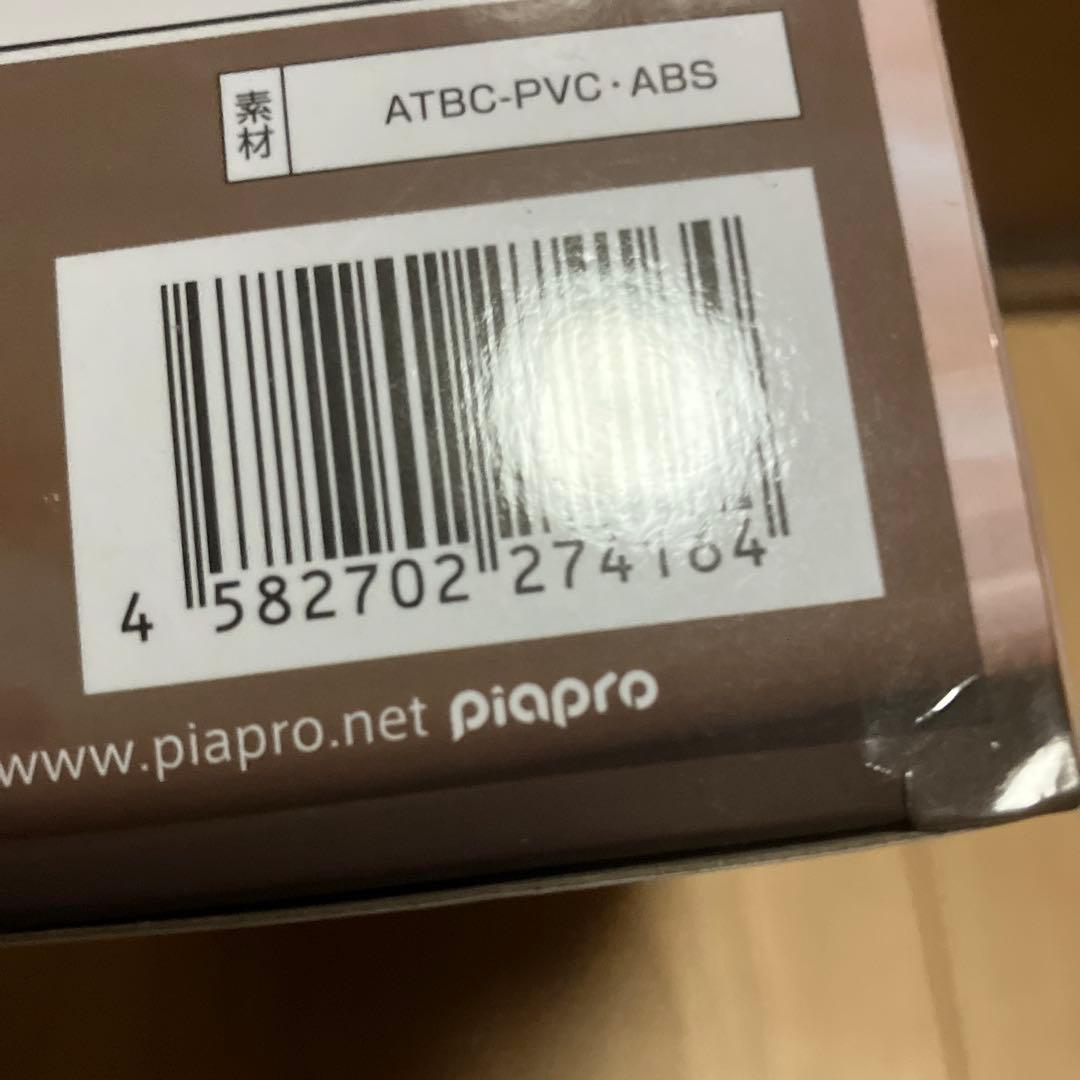 素材
ATBC-PVC・ABS
4 582702 274164
www.piapro.net piapro